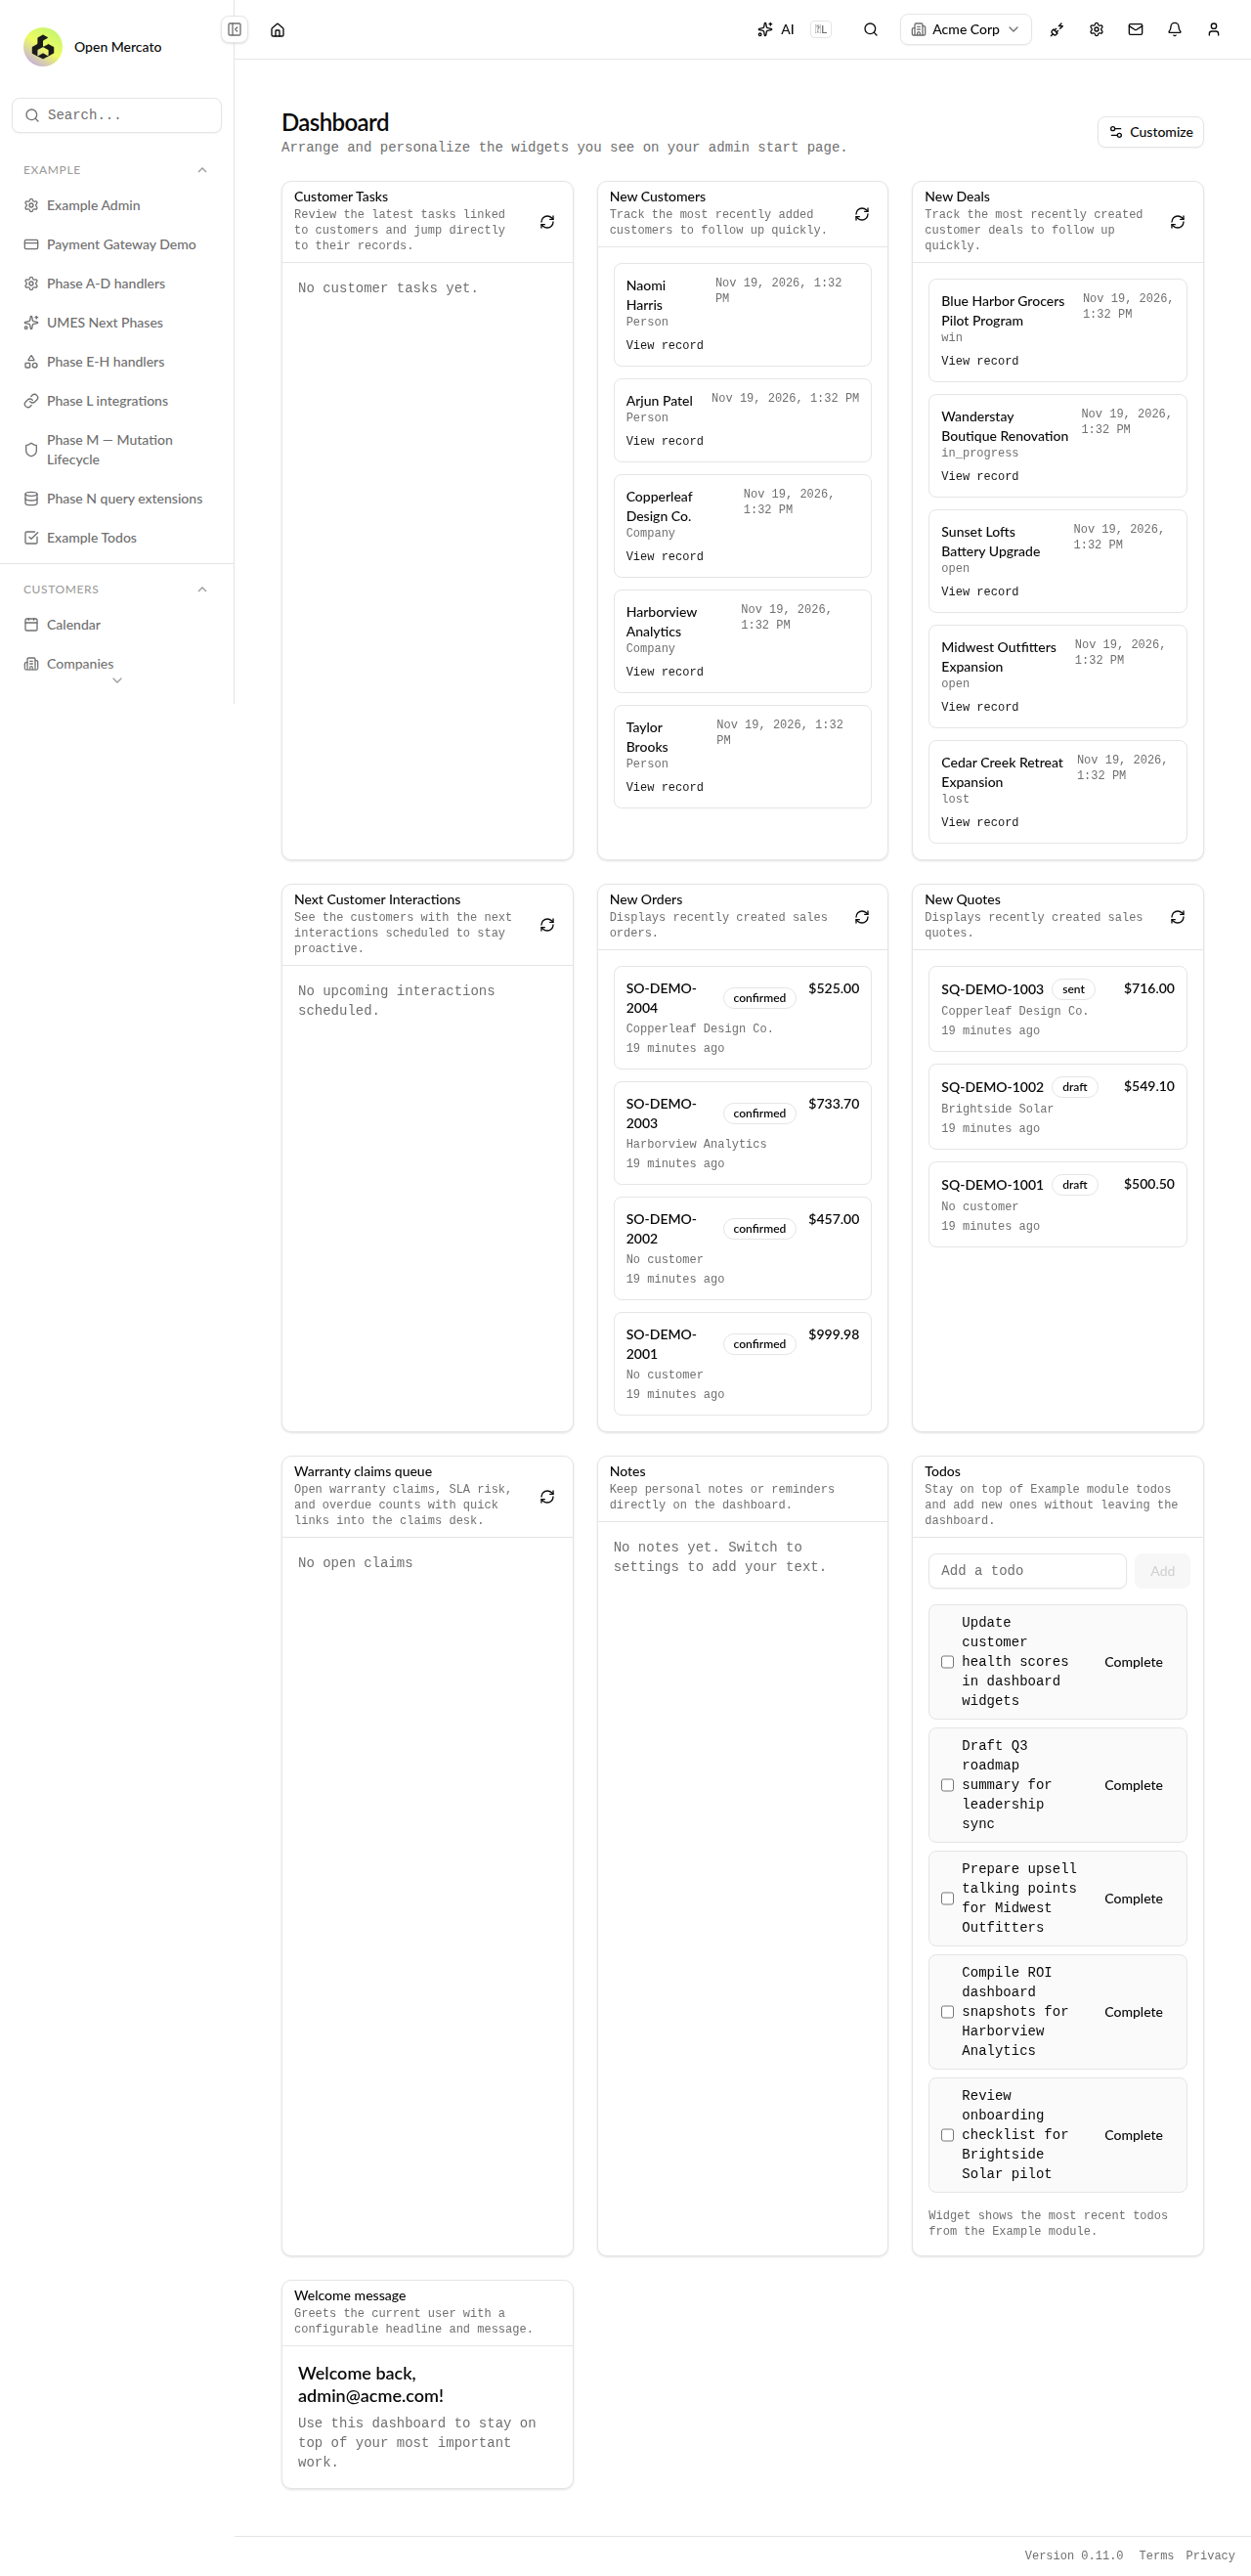 Open Mercato
AI
L
Acme Corp
Search...
EXAMPLE
Example Admin
Payment Gateway Demo
Phase A-D handlers
UMES Next Phases
Phase E-H handlers
Phase L integrations
Phase M — Mutation
Lifecycle
Phase N query extensions
Example Todos
CUSTOMERS
Calendar
Companies
Dashboard
Arrange and personalize the widgets you see on your admin start page.
Customize
Customer Tasks
Review the latest tasks linked
to customers and jump directly
to their records.
No customer tasks yet.
New Customers
Track the most recently added
customers to follow up quickly.
Naomi
Harris
Nov 19, 2026, 1:32
PM
Person
View record
Arjun Patel
Nov 19, 2026, 1:32 PM
Person
View record
Copperleaf
Design Co.
Nov 19, 2026,
1:32 PM
Company
View record
Harborview
Analytics
Nov 19, 2026,
1:32 PM
Company
View record
Taylor
Brooks
Nov 19, 2026, 1:32
PM
Person
View record
New Deals
Track the most recently created
customer deals to follow up
quickly.
Blue Harbor Grocers
Pilot Program
Nov 19, 2026,
1:32 PM
win
View record
Wanderstay
Boutique Renovation
Nov 19, 2026,
1:32 PM
in_progress
View record
Sunset Lofts
Battery Upgrade
Nov 19, 2026,
1:32 PM
open
View record
Midwest Outfitters
Expansion
Nov 19, 2026,
1:32 PM
open
View record
Cedar Creek Retreat
Expansion
Nov 19, 2026,
1:32 PM
lost
View record
Next Customer Interactions
See the customers with the next
interactions scheduled to stay
proactive.
No upcoming interactions
scheduled.
New Orders
Displays recently created sales
orders.
SO-DEMO-
2004
confirmed
$525.00
Copperleaf Design Co.
19 minutes ago
SO-DEMO-
2003
confirmed
$733.70
Harborview Analytics
19 minutes ago
SO-DEMO-
2002
confirmed
$457.00
No customer
19 minutes ago
SO-DEMO-
2001
confirmed
$999.98
No customer
19 minutes ago
New Quotes
Displays recently created sales
quotes.
SQ-DEMO-1003
sent
$716.00
Copperleaf Design Co.
19 minutes ago
SQ-DEMO-1002
draft
$549.10
Brightside Solar
19 minutes ago
SQ-DEMO-1001
draft
$500.50
No customer
19 minutes ago
Warranty claims queue
Open warranty claims, SLA risk,
and overdue counts with quick
links into the claims desk.
No open claims
Notes
Keep personal notes or reminders
directly on the dashboard.
No notes yet. Switch to
settings to add your text.
Todos
Stay on top of Example module todos
and add new ones without leaving the
dashboard.
Add a todo
Add
Update
customer
health scores
in dashboard
widgets
Complete
Draft Q3
roadmap
summary for
leadership
sync
Complete
Prepare upsell
talking points
for Midwest
Outfitters
Complete
Compile ROI
dashboard
snapshots for
Harborview
Analytics
Complete
Review
onboarding
checklist for
Brightside
Solar pilot
Complete
Widget shows the most recent todos
from the Example module.
Welcome message
Greets the current user with a
configurable headline and message.
Welcome back,
admin@acme.com!
Use this dashboard to stay on
top of your most important
work.
Version 0.11.0
Terms
Privacy